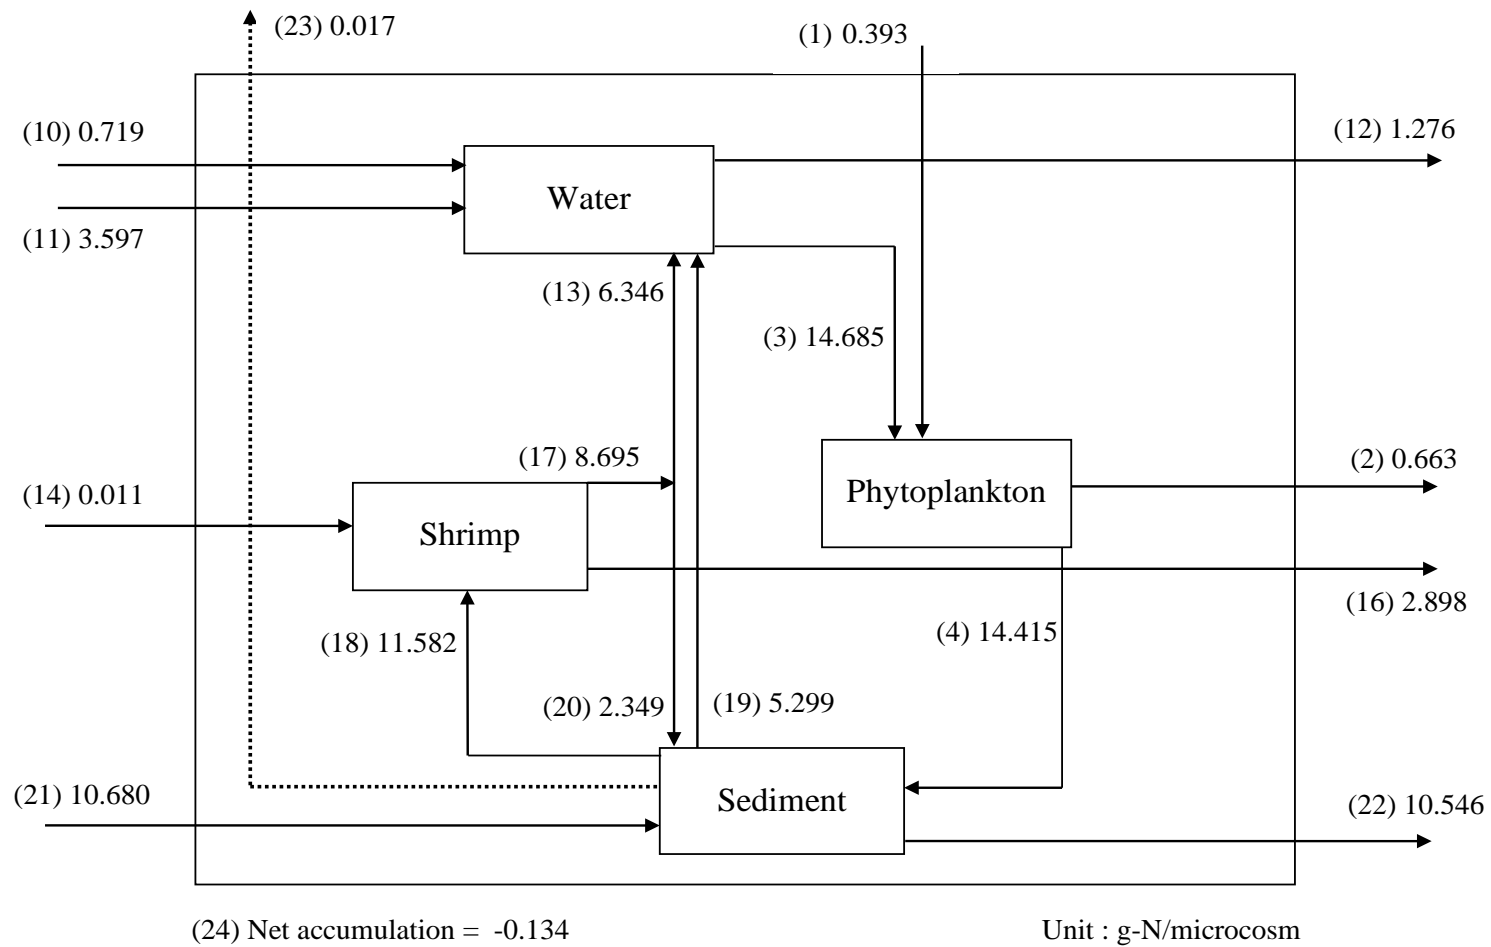 (23) 0.017
(1) 0.393
(10) 0.719
(12) 1.276
Water
(11) 3.597
(13) 6.346
(3) 14.685
(17) 8.695
(2) 0.663
(14) 0.011
Phytoplankton
Shrimp
(16) 2.898
(18) 11.582
(4) 14.415
(20) 2.349
(19) 5.299
(21) 10.680
Sediment
(22) 10.546
(24) Net accumulation = -0.134
Unit : g-N/microcosm